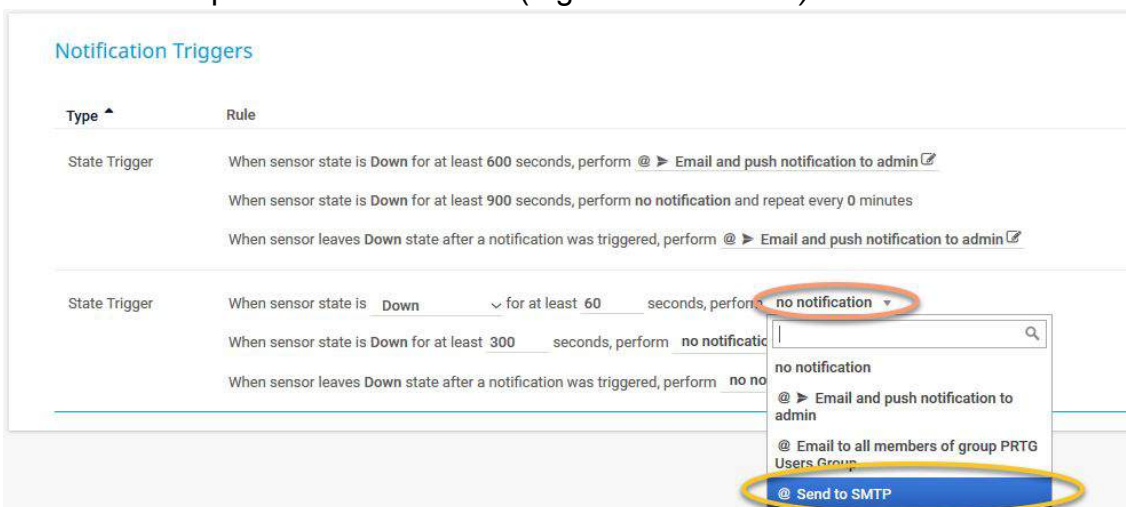 Notification Triggers
Type Rule
State Trigger When sensor state is Down for at least 600 seconds, perform @ Email and push notification to admin
When sensor state is Down for at least 900 seconds, perform no notification and repeat every 0 minutes
When sensor leaves Down state after a notification was triggered, perform @ Email and push notification to admin
State Trigger When sensor state is Down for at least 60 seconds, perform no notification
When sensor state is Down for at least 300 seconds, perform no notificatio
When sensor leaves Down state after a notification was triggered, perform no no
no notification
@ Email and push notification to
admin
@ Email to all members of group PRTG
Users Group
@ Send to SMTP